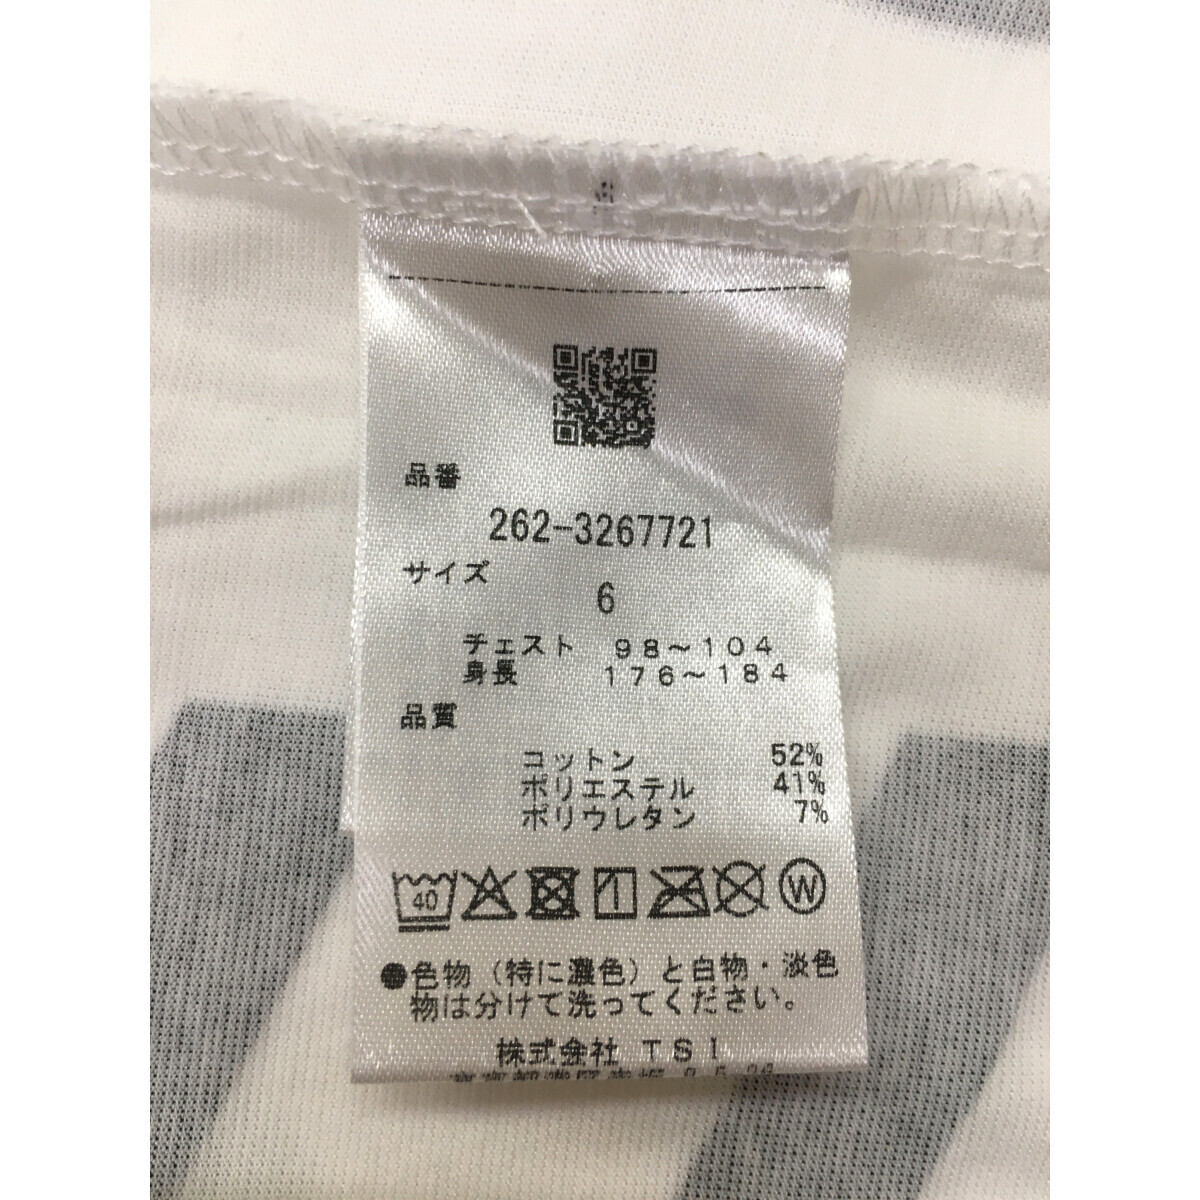 品番
262-3267721
サイズ
6
チェスト 98～104
身長 176～184
品質
コットン 52%
ポリエステル 41%
ポリウレタン 7%
40 W
●色物（特に濃色）と白物・淡色
物は分けて洗ってください。
株式会社 TSI